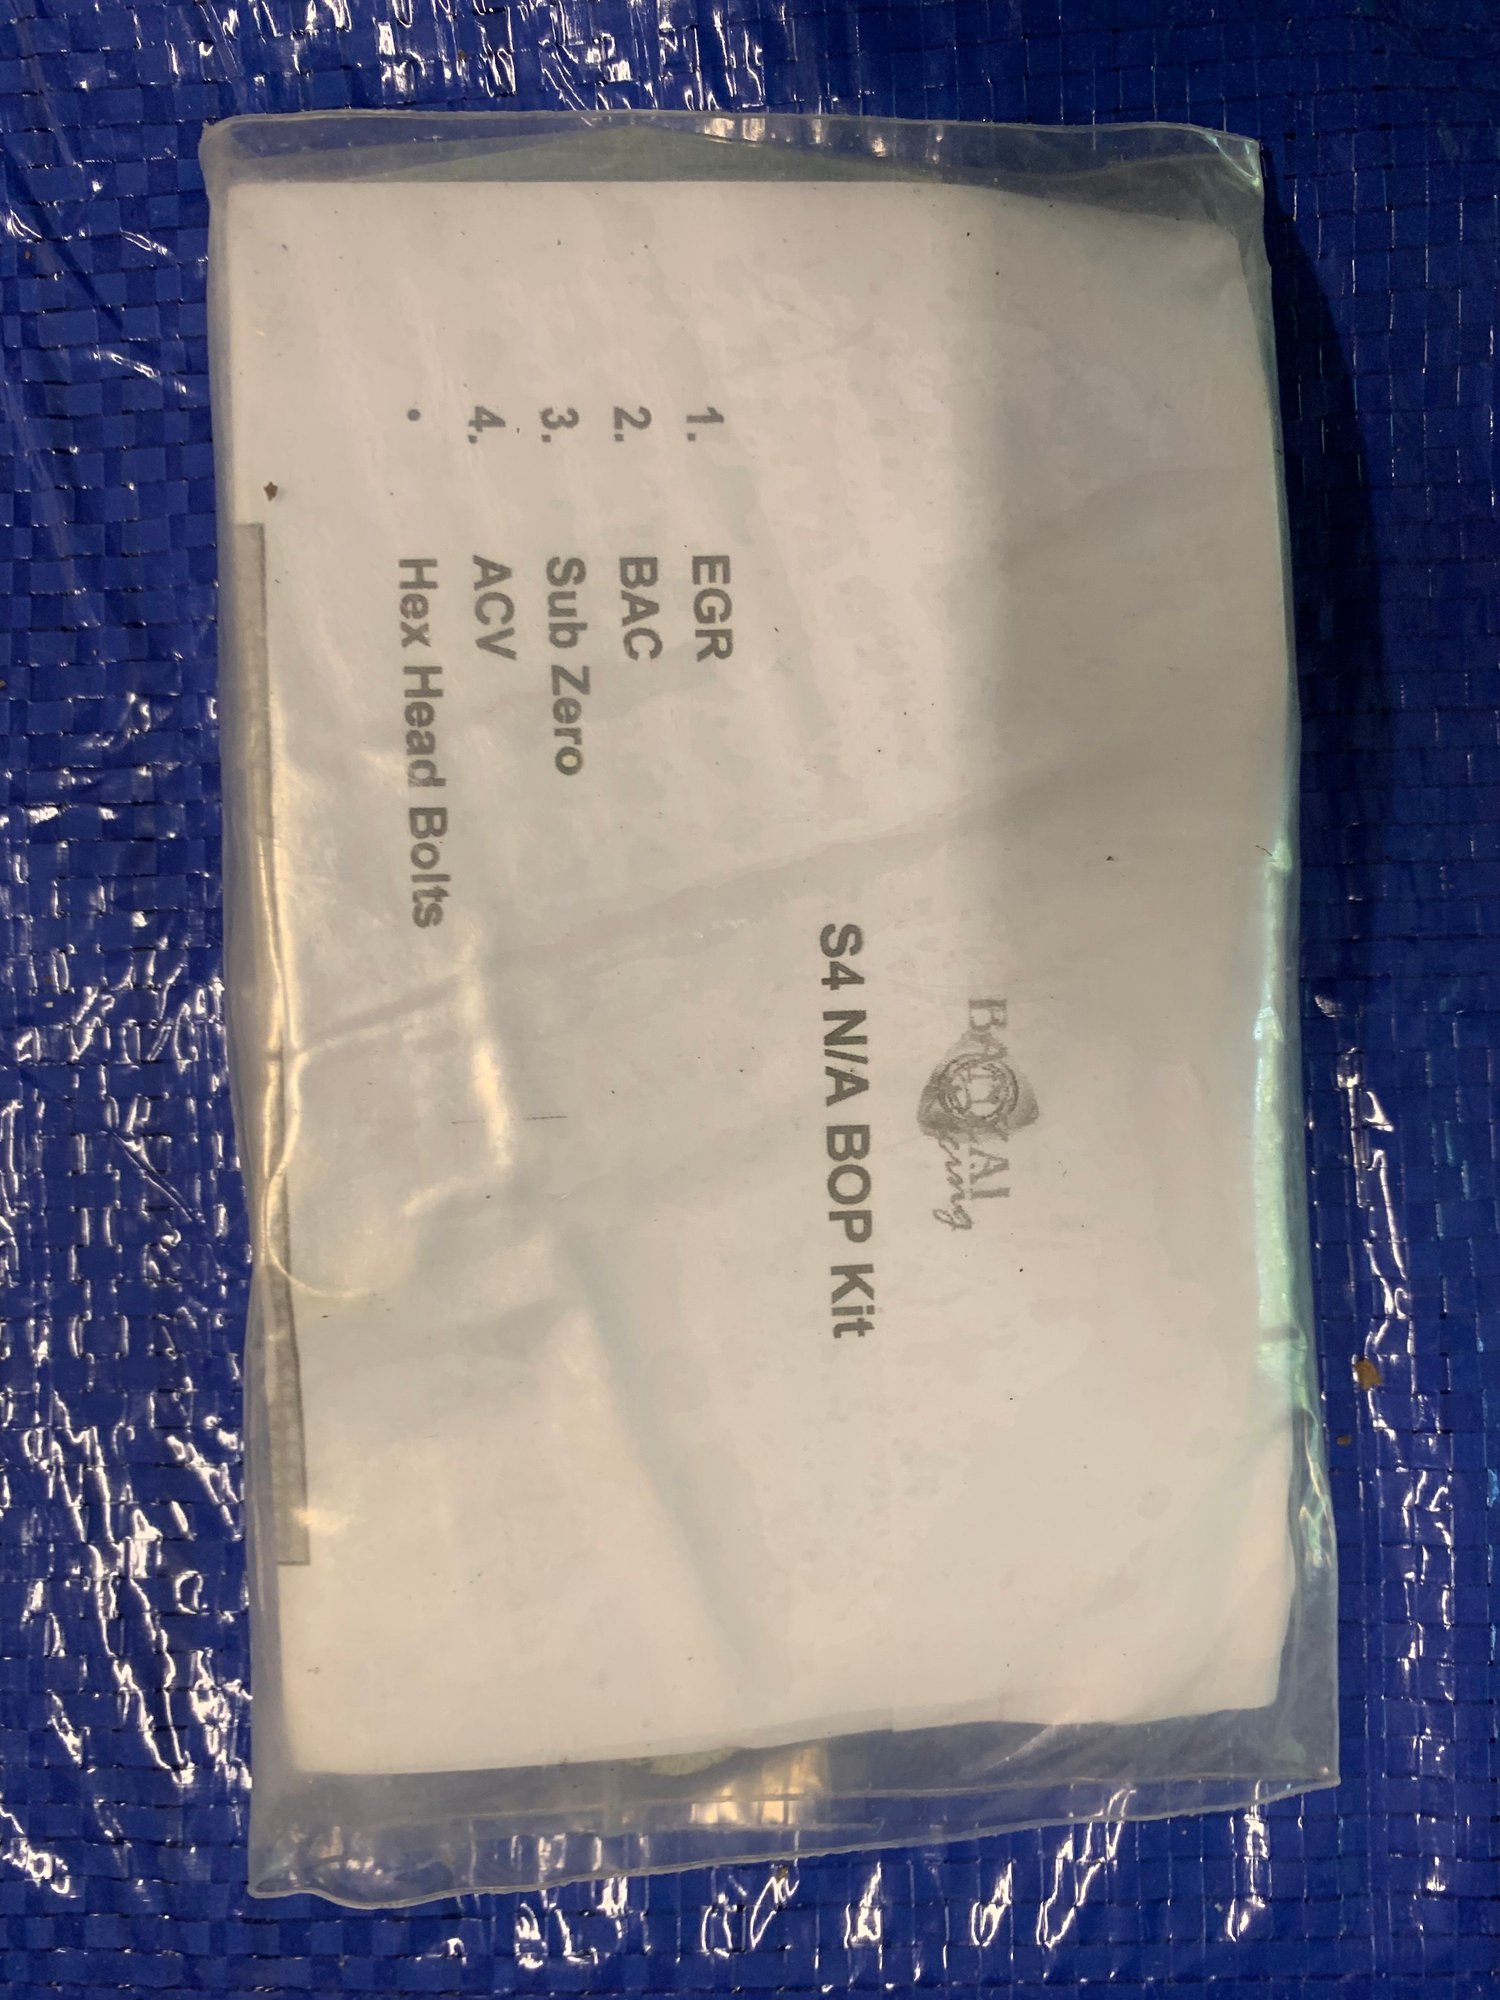 S4 N/A BOP Kit
1. EGR
2. BAC
3. Sub Zero
4. ACV
• Hex Head Bolts